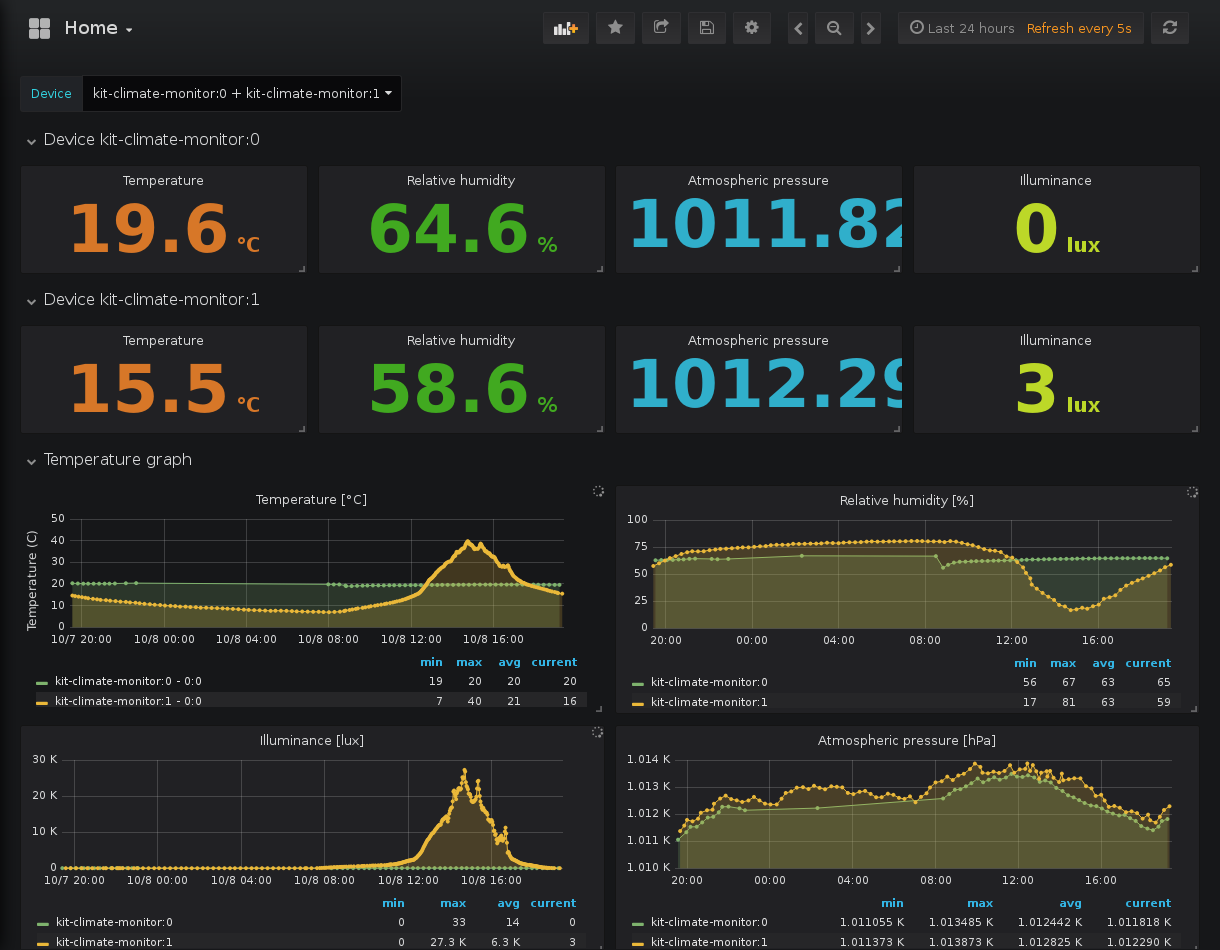 Home
Last 24 hours Refresh every 5s
Device kit-climate-monitor:0 + kit-climate-monitor:1
Device kit-climate-monitor:0
Temperature Relative humidity Atmospheric pressure Illuminance
19.6 °C 64.6 % 1011.82 0 lux
Device kit-climate-monitor:1
Temperature Relative humidity Atmospheric pressure Illuminance
15.5 °C 58.6 % 1012.29 3 lux
Temperature graph
Temperature [°C]
Temperature (C)
50
40
30
20
10
0
10/7 20:00 10/8 00:00 10/8 04:00 10/8 08:00 10/8 12:00 10/8 16:00
min max avg current
kit-climate-monitor:0 - 0:0 19 20 20 20
kit-climate-monitor:1 - 0:0 7 40 21 16
Relative humidity [%]
100
75
50
25
0
20:00 00:00 04:00 08:00 12:00 16:00
min max avg current
kit-climate-monitor:0 56 67 63 65
kit-climate-monitor:1 17 81 63 59
Illuminance [lux]
30 K
20 K
10 K
0
10/7 20:00 10/8 00:00 10/8 04:00 10/8 08:00 10/8 12:00 10/8 16:00
min max avg current
kit-climate-monitor:0 0 33 14 0
kit-climate-monitor:1 0 27.3 K 6.3 K 3
Atmospheric pressure [hPa]
1.014 K
1.013 K
1.012 K
1.011 K
1.010 K
20:00 00:00 04:00 08:00 12:00 16:00
min max avg current
kit-climate-monitor:0 1.011055 K 1.013485 K 1.012442 K 1.011818 K
kit-climate-monitor:1 1.011373 K 1.013873 K 1.012825 K 1.012290 K